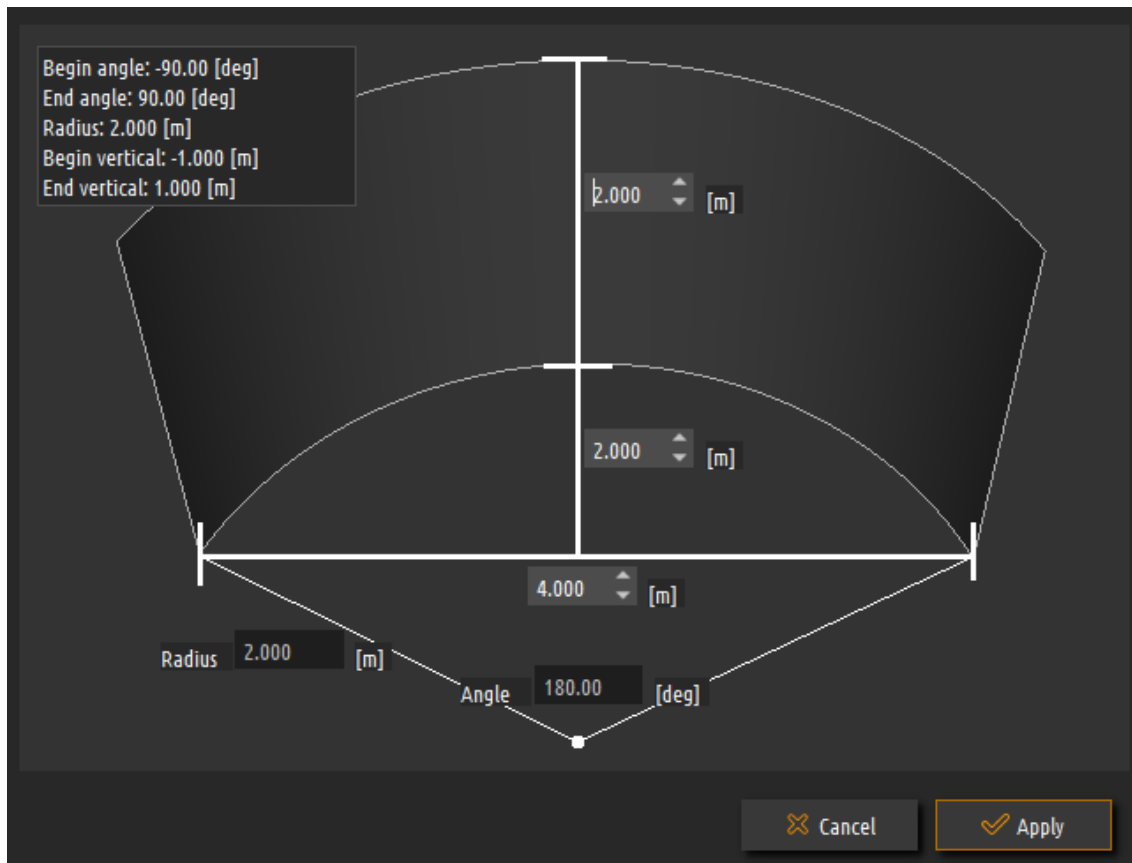 Begin angle: -90.00 [deg]
End angle: 90.00 [deg]
Radius: 2.000 [m]
Begin vertical: -1.000 [m]
End vertical: 1.000 [m]
2.000 [m]
2.000 [m]
4.000 [m]
Radius 2.000 [m]
Angle 180.00 [deg]
Cancel Apply